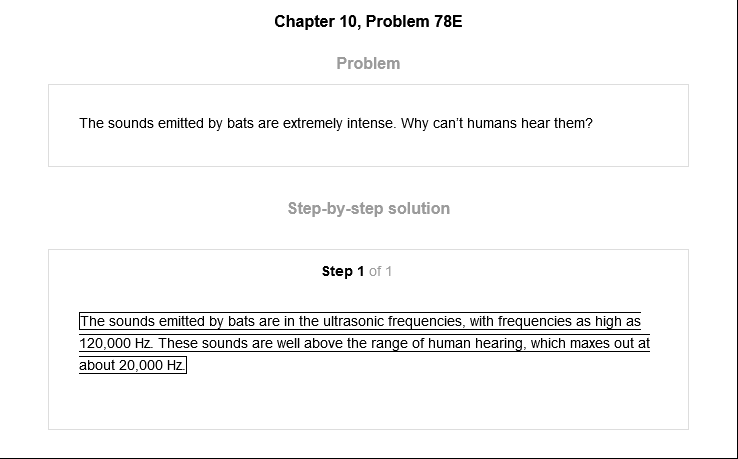 Chapter 10, Problem 78E
Problem
The sounds emitted by bats are extremely intense. Why can't humans hear them?
Step-by-step solution
Step 1 of 1
The sounds emitted by bats are in the ultrasonic frequencies, with frequencies as high as
120,000 Hz. These sounds are well above the range of human hearing, which maxes out at
about 20,000 Hz.